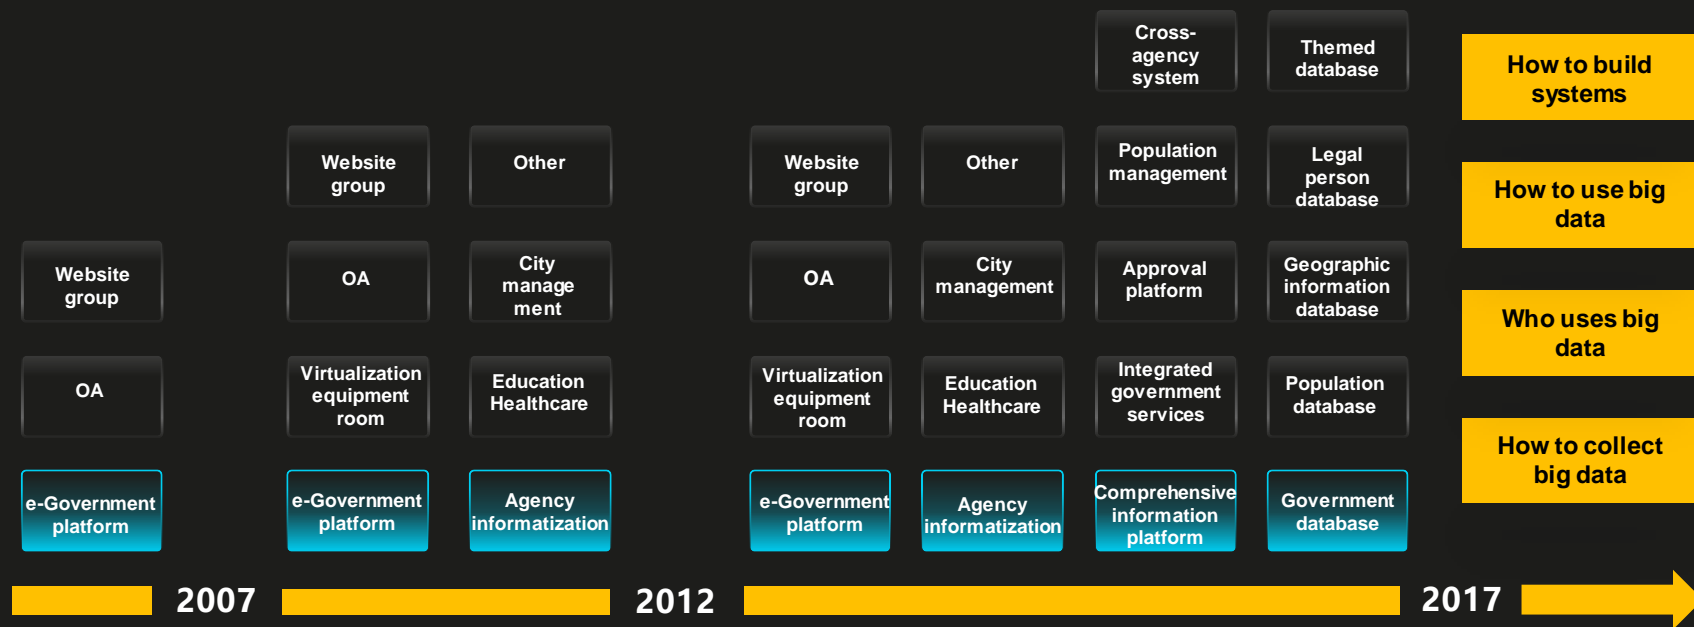 Cross-
agency
system
Themed
database
How to build
systems
Website
group
Other
Website
group
Other
Population
management
Legal
person
database
How to use big
data
Website
group
OA
City
manage
ment
OA
City
management
Approval
platform
Geographic
information
database
Who uses big
data
OA
Virtualization
equipment
room
Education
Healthcare
Virtualization
equipment
room
Education
Healthcare
Integrated
government
services
Population
database
How to collect
big data
e-Government
platform
e-Government
platform
Agency
informatization
e-Government
platform
Agency
informatization
Comprehensive
information
platform
Government
database
2007
2012
2017